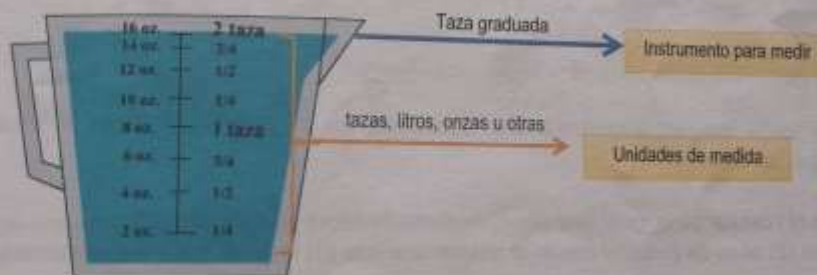 Taza graduada
Instrumento para medir
16 oz. 2 taza
14 oz. 3/4
12 oz. 1/2
10 oz. 1/4
8 oz. 1 taza
tazas, litros, onzas u otras
6 oz. 3/4
Unidades de medida.
4 oz. 1/2
2 oz. 1/4